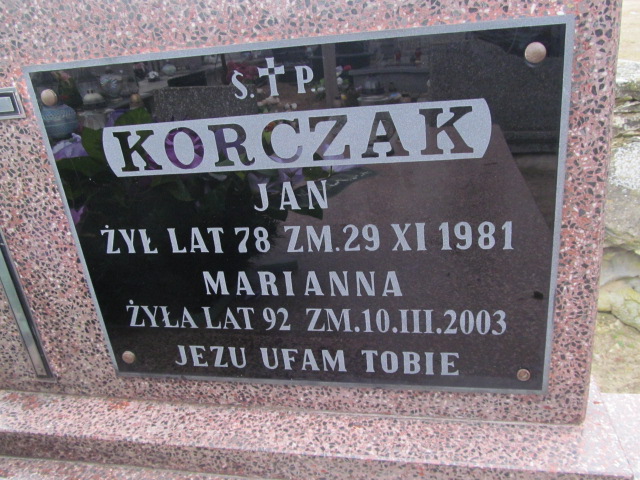 Ś.†P.
KORCZAK
JAN
ŻYŁ LAT 78 ZM.29 XI 1981
MARIANNA
ŻYŁA LAT 92 ZM.10.III.2003
JEZU UFAM TOBIE